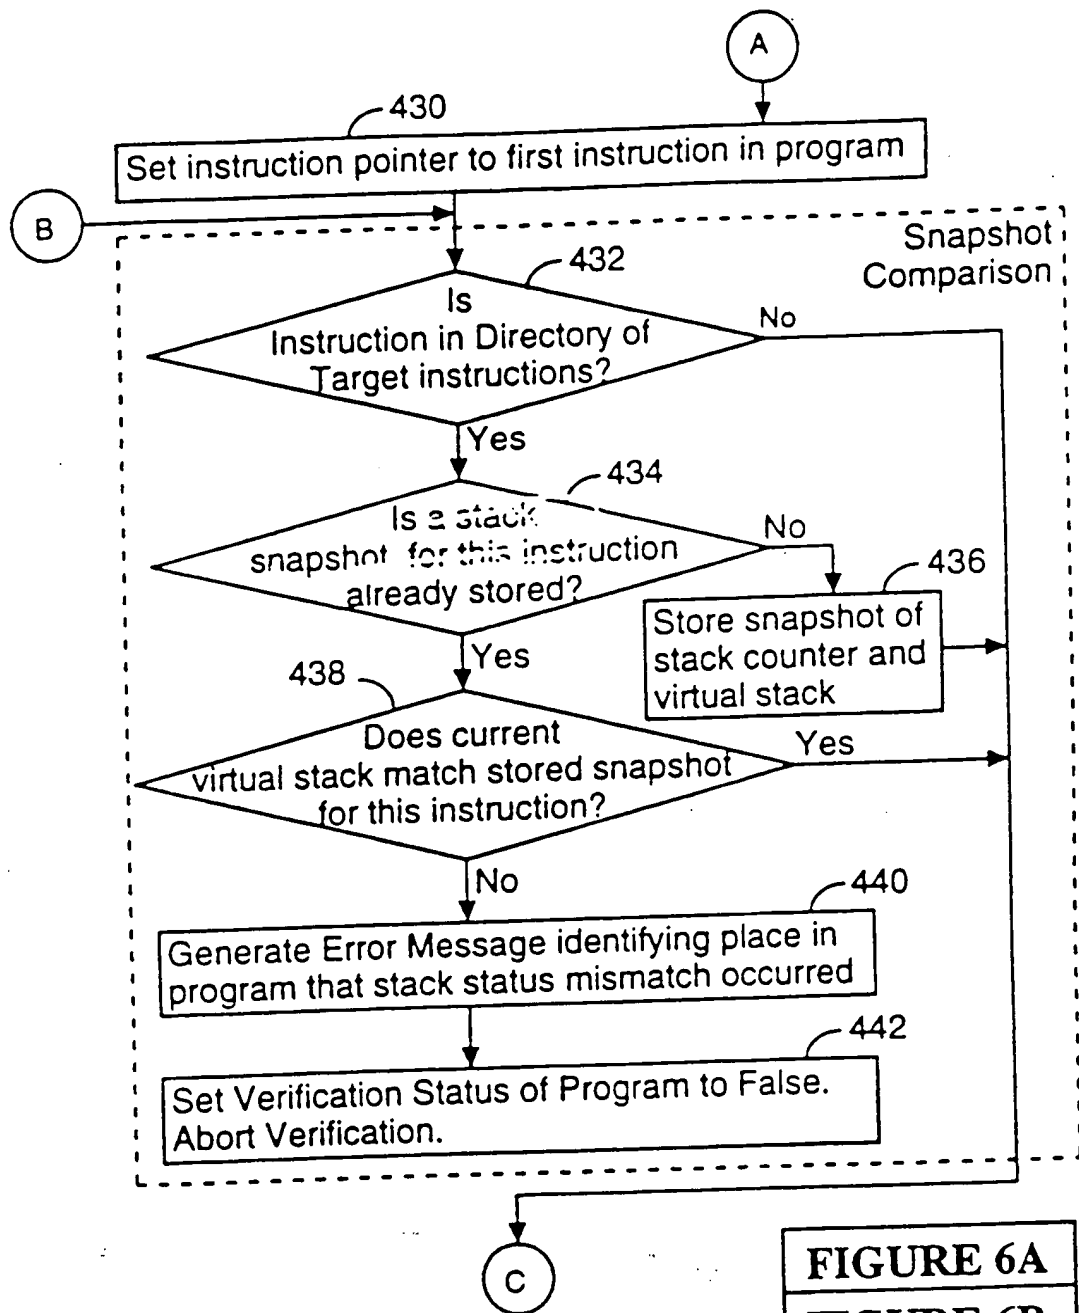 A
430
Set instruction pointer to first instruction in program
B
Snapshot
Comparison
432
Is
Instruction in Directory of
Target instructions?
No
Yes
434
Is a stack
snapshot for this instruction
already stored?
No
436
Store snapshot of
stack counter and
virtual stack
Yes
438
Does current
virtual stack match stored snapshot
for this instruction?
Yes
No
440
Generate Error Message identifying place in
program that stack status mismatch occurred
442
Set Verification Status of Program to False.
Abort Verification.
C
FIGURE 6A
FIGURE 6B